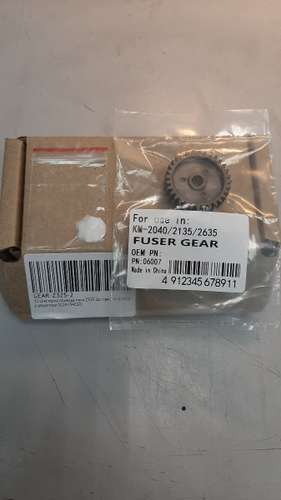 For use in:
KM-2040/2135/2635
FUSER GEAR
OEM PN:
PN:06007
Made in China
4 912345 678911
GEAR-Z325-2